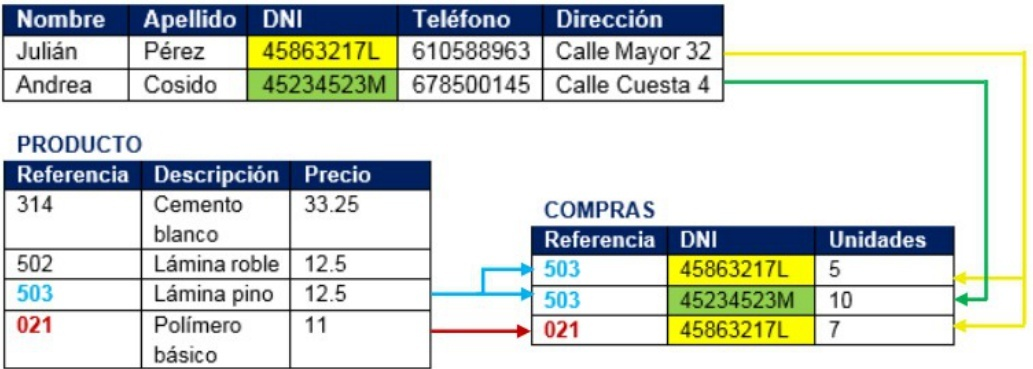 Nombre Apellido DNI Teléfono Dirección
Julián Pérez 45863217L 610588963 Calle Mayor 32
Andrea Cosido 45234523M 678500145 Calle Cuesta 4
PRODUCTO
Referencia Descripción Precio
314 Cemento 33.25
blanco
502 Lámina roble 12.5
503 Lámina pino 12.5
021 Polímero 11
básico
COMPRAS
Referencia DNI Unidades
503 45863217L 5
503 45234523M 10
021 45863217L 7